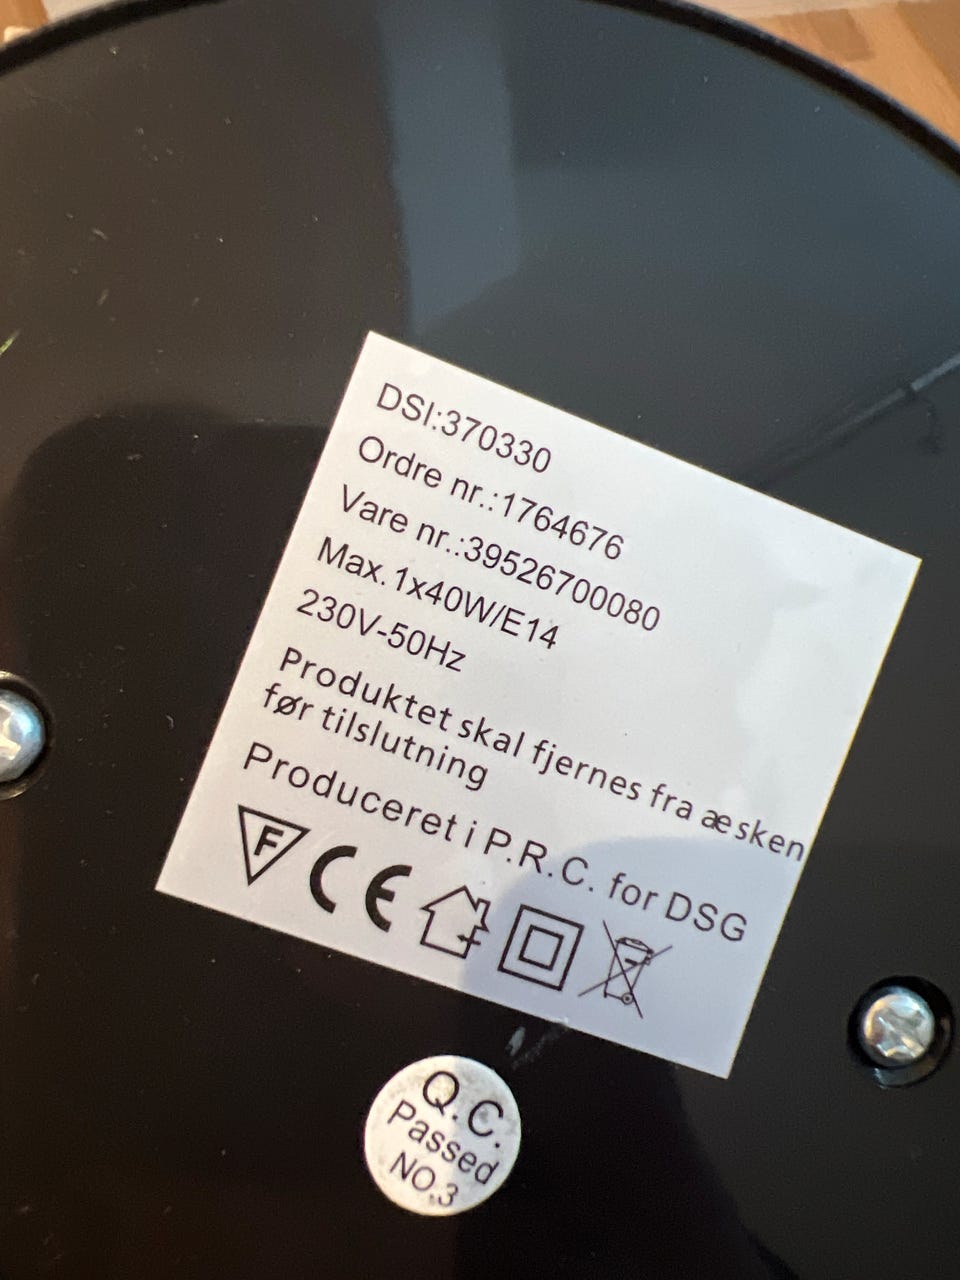 DSI:370330
Ordre nr.:1764676
Vare nr.:39526700080
Max.1x40W/E14
230V-50Hz
Produktet skal fjernes fra æsken
før tilslutning
Produceret i P.R.C. for DSG
F CE
Q.C.
Passed
NO.3